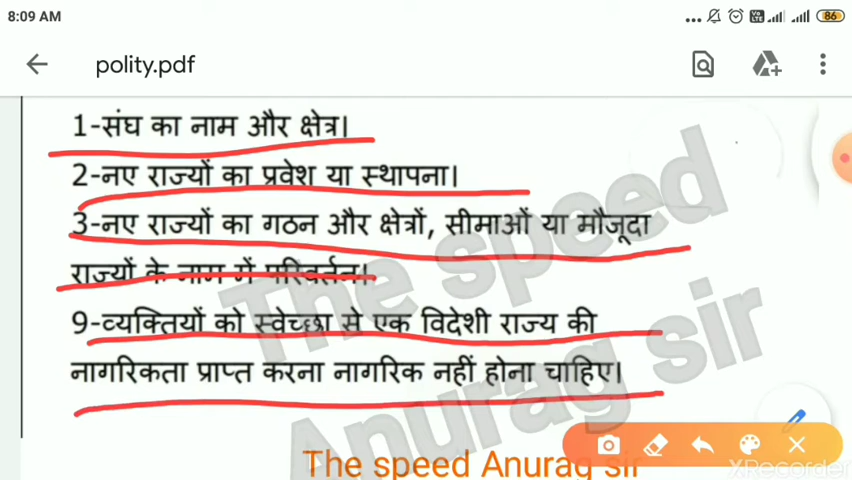 8:09 AM
86
polity.pdf
1-संघ का नाम और क्षेत्र।
2-नए राज्यों का प्रवेश या स्थापना।
3-नए राज्यों का गठन और क्षेत्रों, सीमाओं या मौजूदा
राज्यों के नाम में परिवर्तन।
9-व्यक्तियों को स्वेच्छा से एक विदेशी राज्य की
नागरिकता प्राप्त करना नागरिक नहीं होना चाहिए।
The speed
Anurag sir
The speed Anurag sir
XRecorder